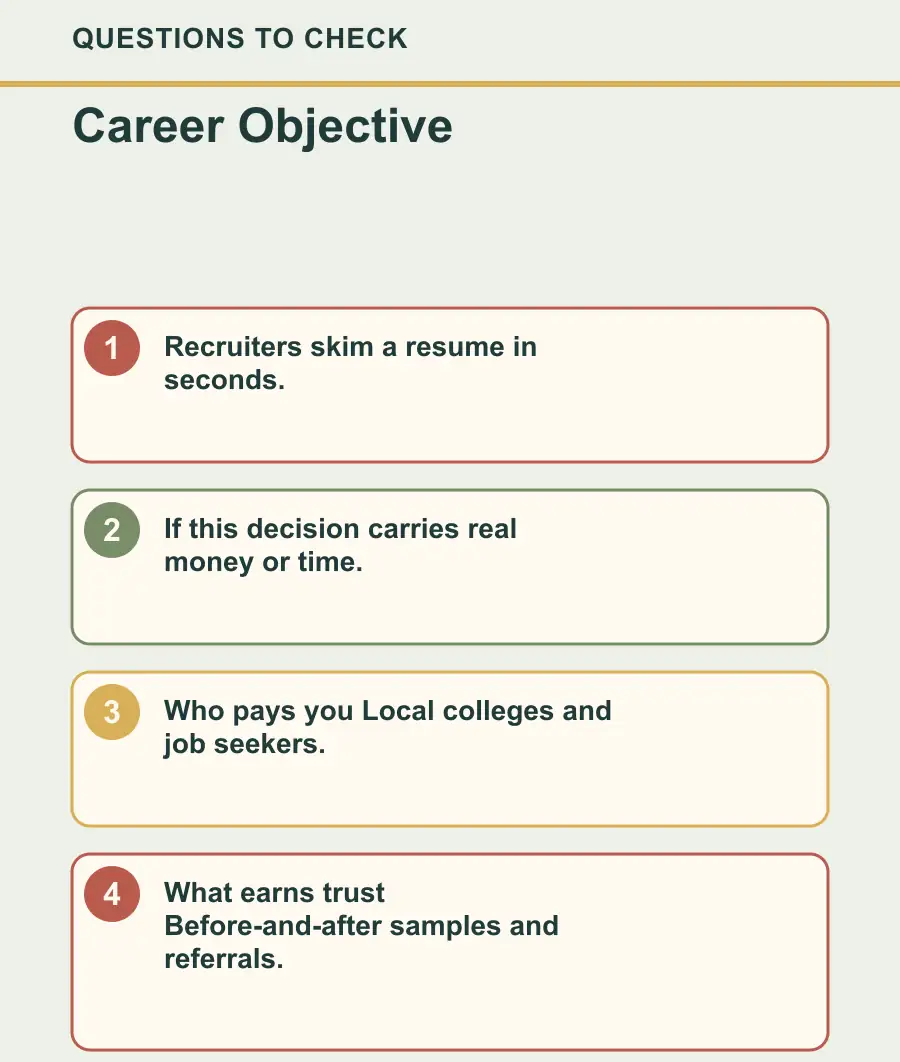 QUESTIONS TO CHECK
Career Objective
1
Recruiters skim a resume in
seconds.
2
If this decision carries real
money or time.
3
Who pays you Local colleges and
job seekers.
4
What earns trust
Before-and-after samples and
referrals.